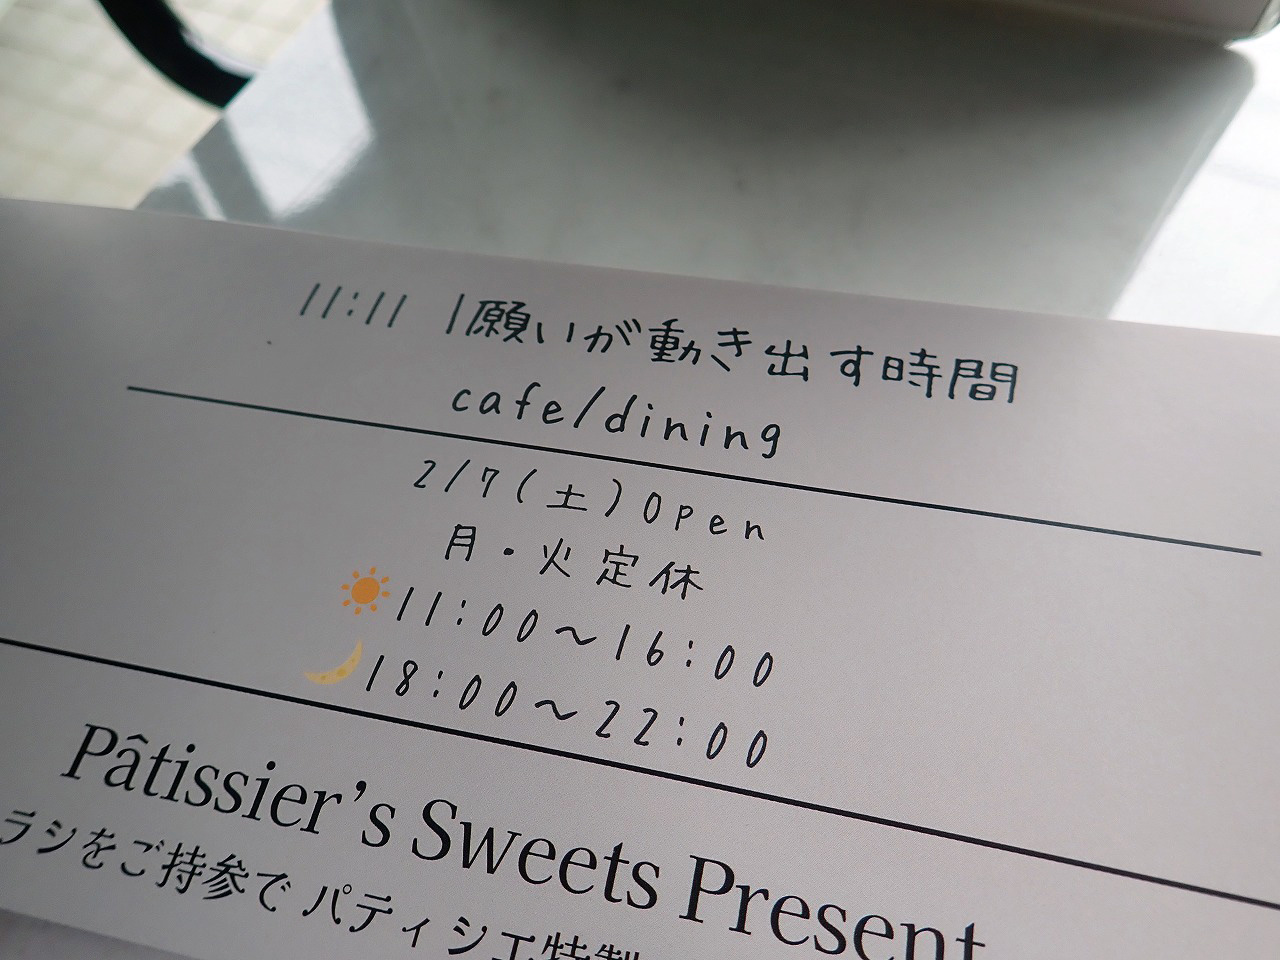 11:11 |願いが動き出す時間
cafe/dining
2/7(土)Open
月・火定休
11:00〜16:00
18:00〜22:00
Pâtissier's Sweets Present
ラシをご持参で パティシエ特製